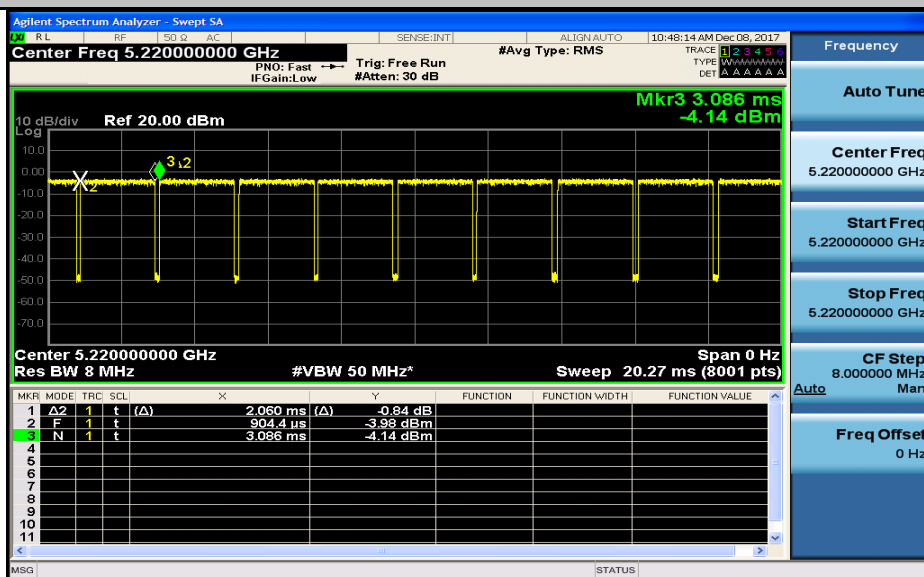 Agilent Spectrum Analyzer - Swept SA
LXI RL RF 50 Ω AC SENSE:INT ALIGN AUTO 10:48:14 AM Dec 08, 2017
Center Freq 5.220000000 GHz
PNO: Fast
IFGain:Low
Trig: Free Run
#Atten: 30 dB
#Avg Type: RMS
TRACE 1 2 3 4 5 6
TYPE WWWWWW
DET A A A A A A
Mkr3 3.086 ms
-4.14 dBm
10 dB/div
Log
Ref 20.00 dBm
10.0
0.00
-10.0
-20.0
-30.0
-40.0
-50.0
-60.0
-70.0
2
3
Δ2
Center 5.220000000 GHz Span 0 Hz
Res BW 8 MHz #VBW 50 MHz* Sweep 20.27 ms (8001 pts)
MKR MODE TRC SCL X Y FUNCTION FUNCTION WIDTH FUNCTION VALUE
1 Δ2 1 t (Δ) 2.060 ms (Δ) -0.84 dB
2 F 1 t 904.4 µs -3.98 dBm
3 N 1 t 3.086 ms -4.14 dBm
4
5
6
7
8
9
10
11
MSG STATUS
Frequency
Auto Tune
Center Freq
5.220000000 GHz
Start Freq
5.220000000 GHz
Stop Freq
5.220000000 GHz
CF Step
8.000000 MHz
Auto Man
Freq Offset
0 Hz